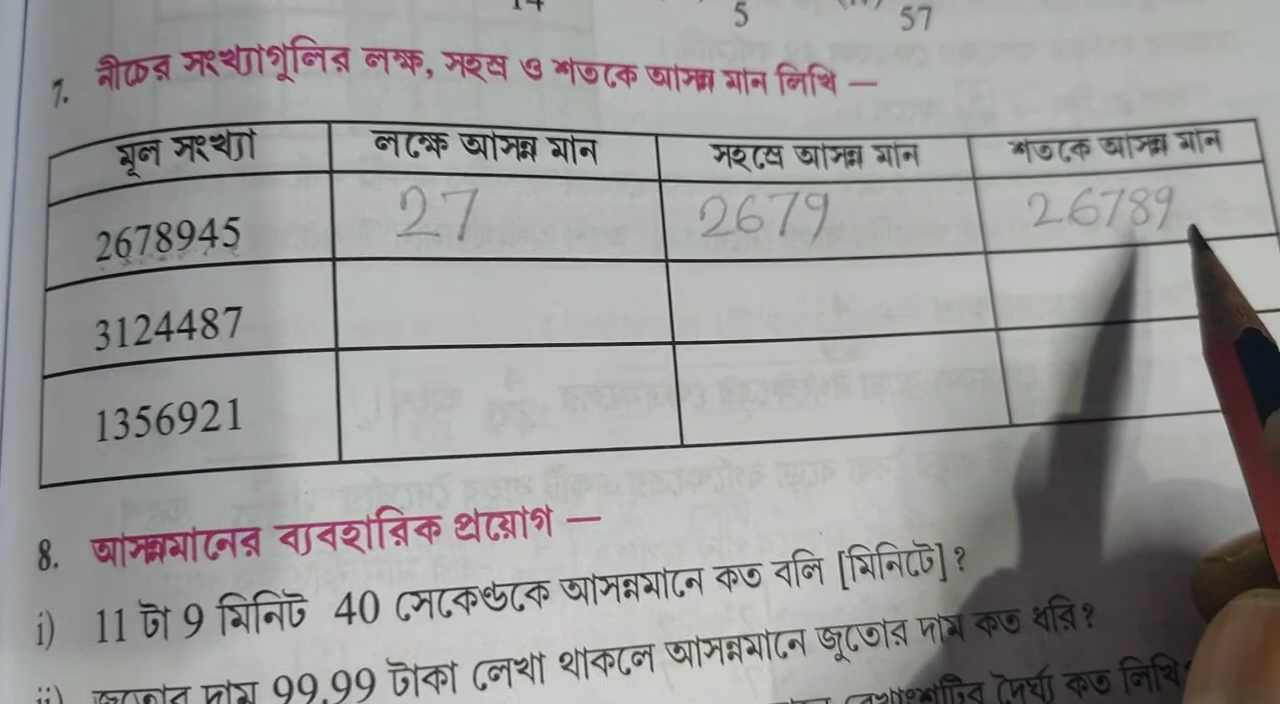 5
57
7. নীচের সংখ্যাগুলির লক্ষ, সহস্র ও শতকে আসন্ন মান লিখি —
মূল সংখ্যা লক্ষে আসন্ন মান সহস্রে আসন্ন মান শতকে আসন্ন মান
2678945 27 2679 26789
3124487
1356921
8. আসন্নমানের ব্যবহারিক প্রয়োগ —
i) 11 টা 9 মিনিট 40 সেকেণ্ডকে আসন্নমানে কত বলি [মিনিটে]?
ii) জুতোর দাম 99.99 টাকা লেখা থাকলে আসন্নমানে জুতোর দাম কত ধরি?
দৈর্ঘ্য কত লিখি